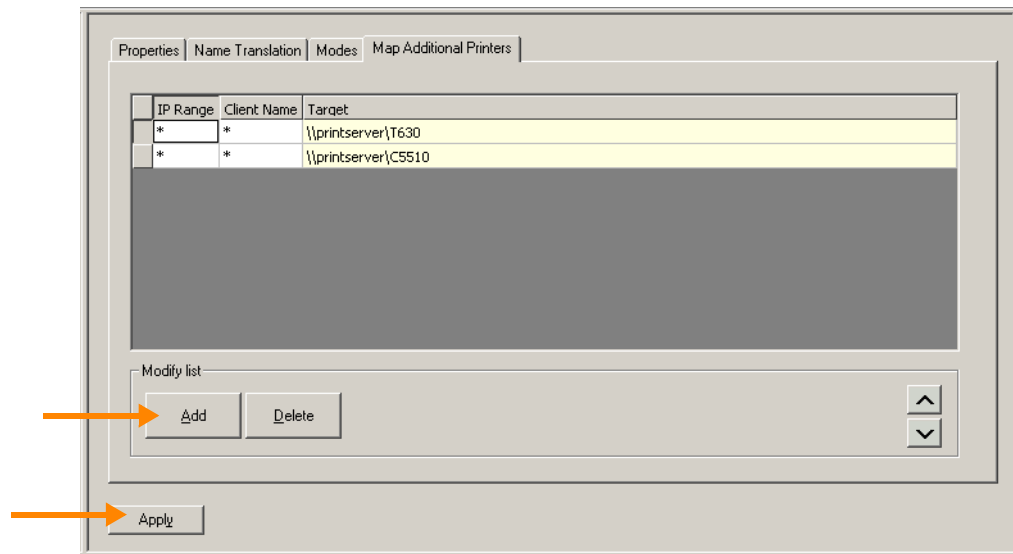 Properties Name Translation Modes Map Additional Printers
IP Range Client Name Target
* * \\printserver\T630
* * \\printserver\C5510
Modify list
Add Delete
Apply